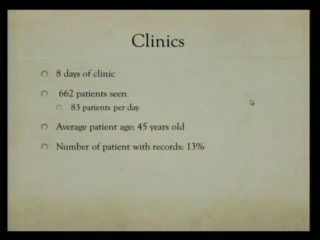 Clinics
8 days of clinic
662 patients seen
83 patients per day
Average patient age: 45 years old
Number of patient with records: 13%